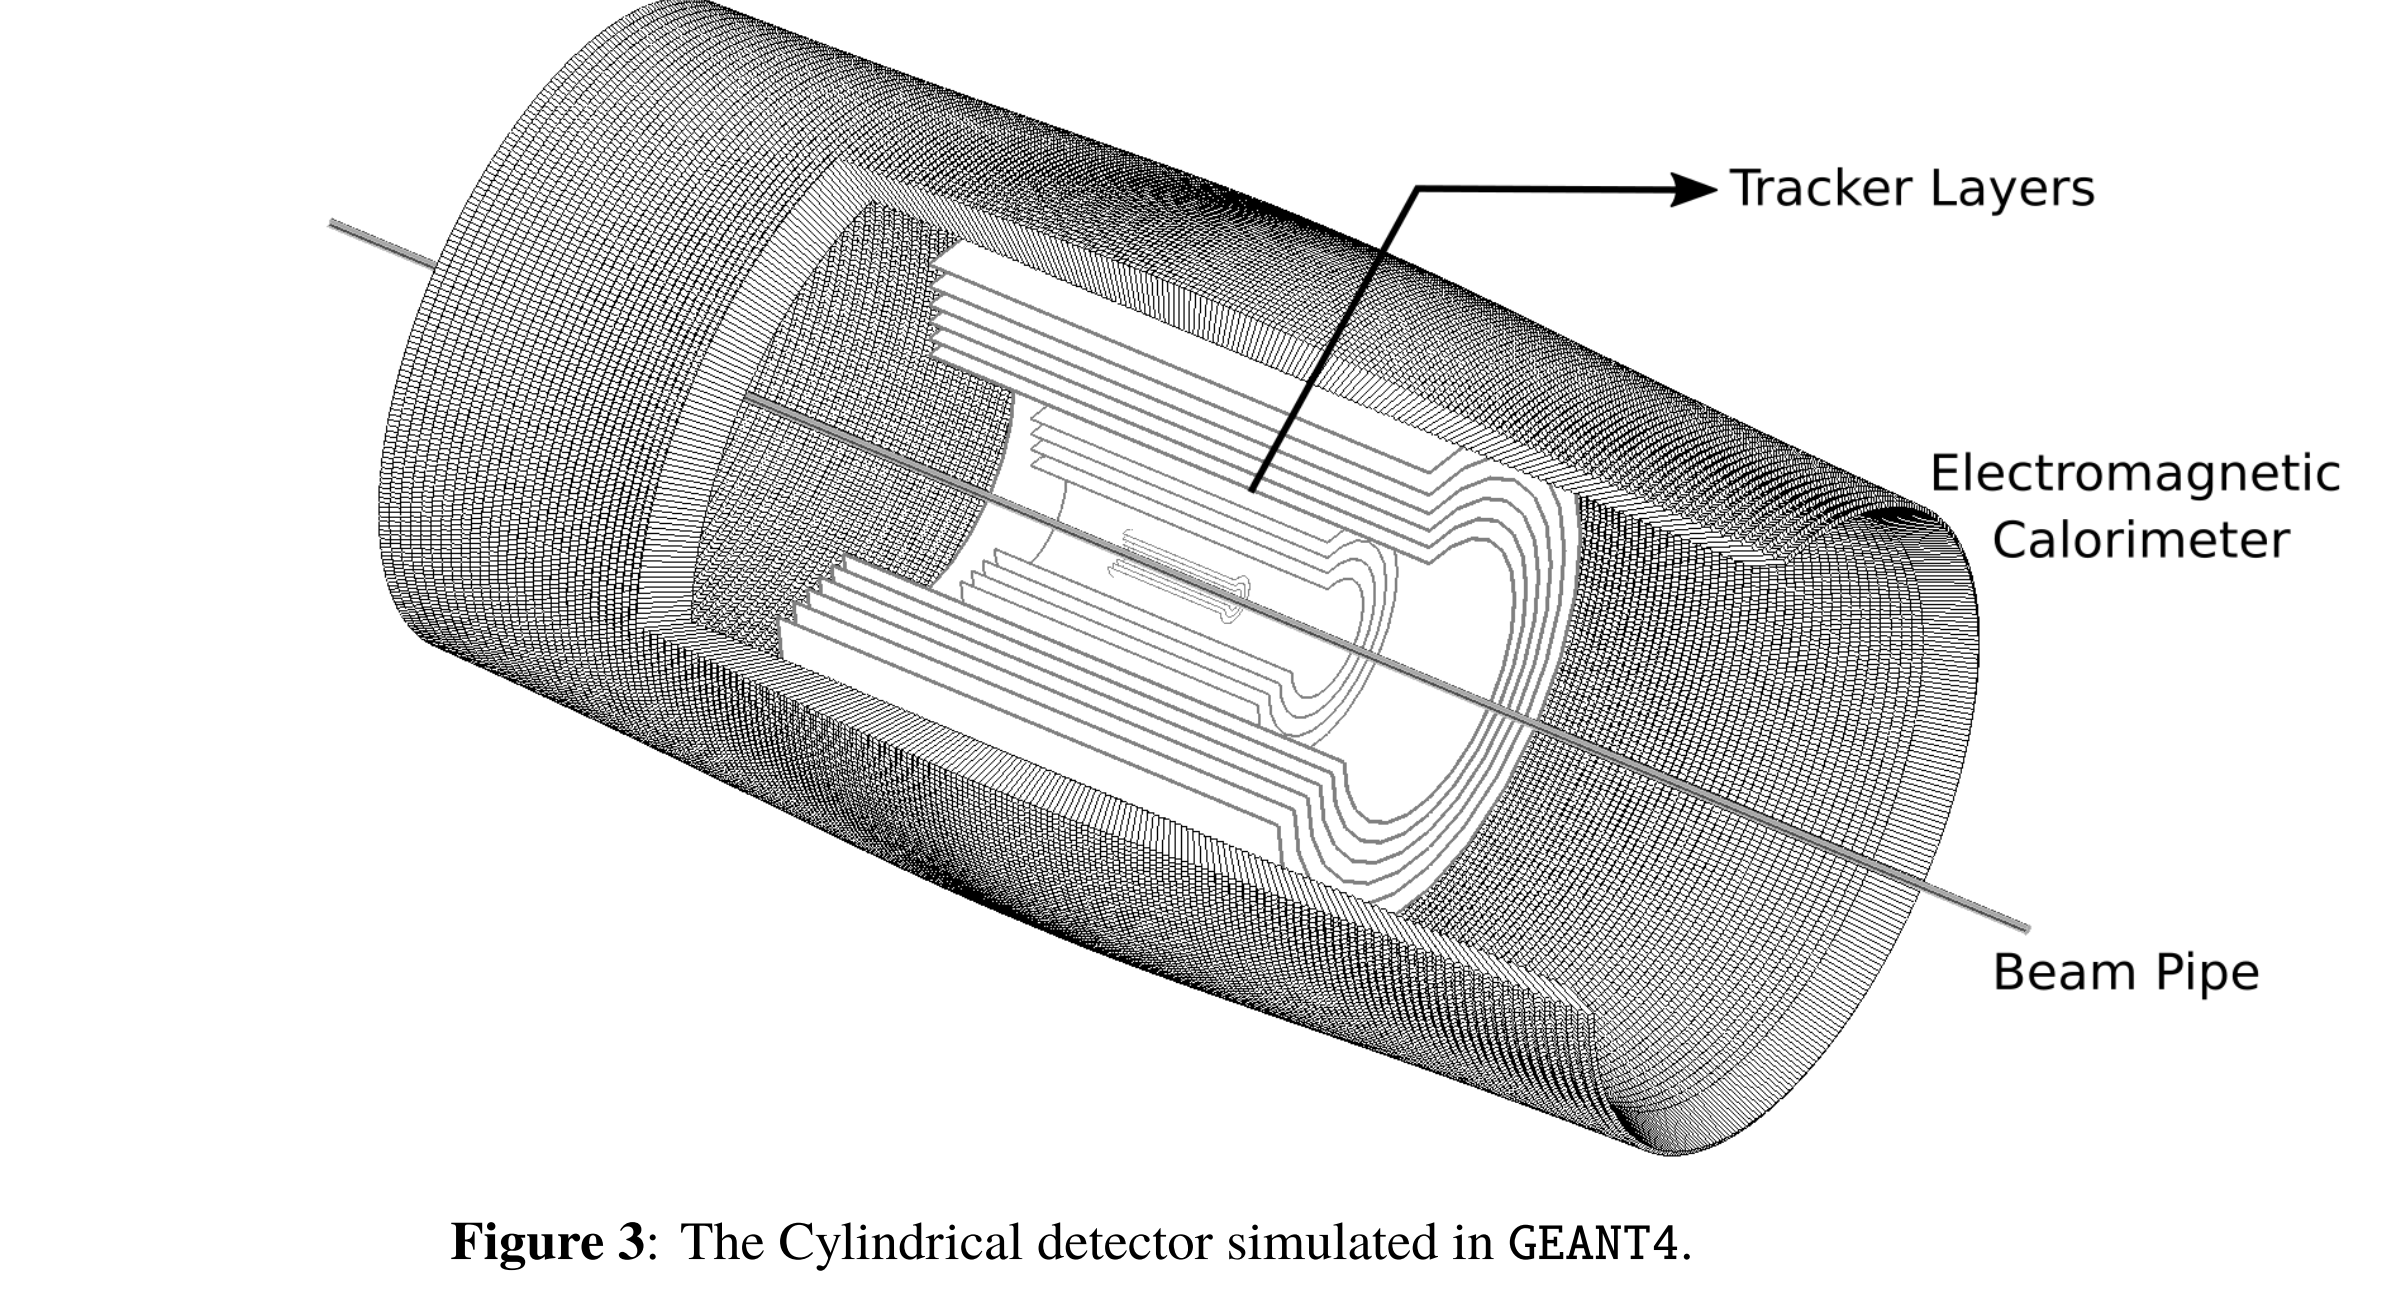 Tracker Layers
Electromagnetic
Calorimeter
Beam Pipe
Figure 3: The Cylindrical detector simulated in GEANT4.